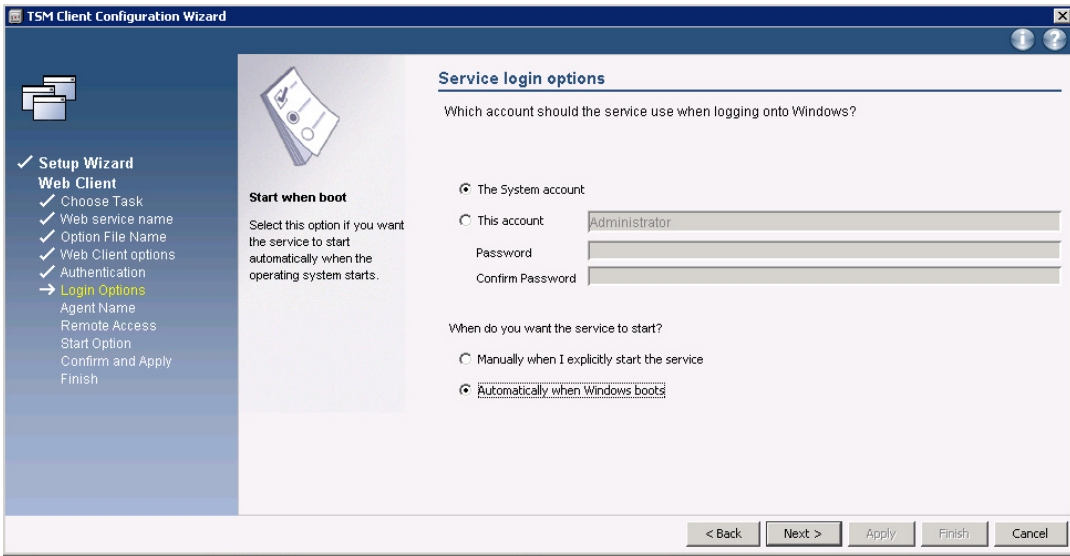 TSM Client Configuration Wizard
Setup Wizard
Web Client
Choose Task
Web service name
Option File Name
Web Client options
Authentication
Login Options
Agent Name
Remote Access
Start Option
Confirm and Apply
Finish
Start when boot
Select this option if you want
the service to start
automatically when the
operating system starts.
Service login options
Which account should the service use when logging onto Windows?
The System account
This account
Administrator
Password
Confirm Password
When do you want the service to start?
Manually when I explicitly start the service
Automatically when Windows boots
< Back
Next >
Apply
Finish
Cancel